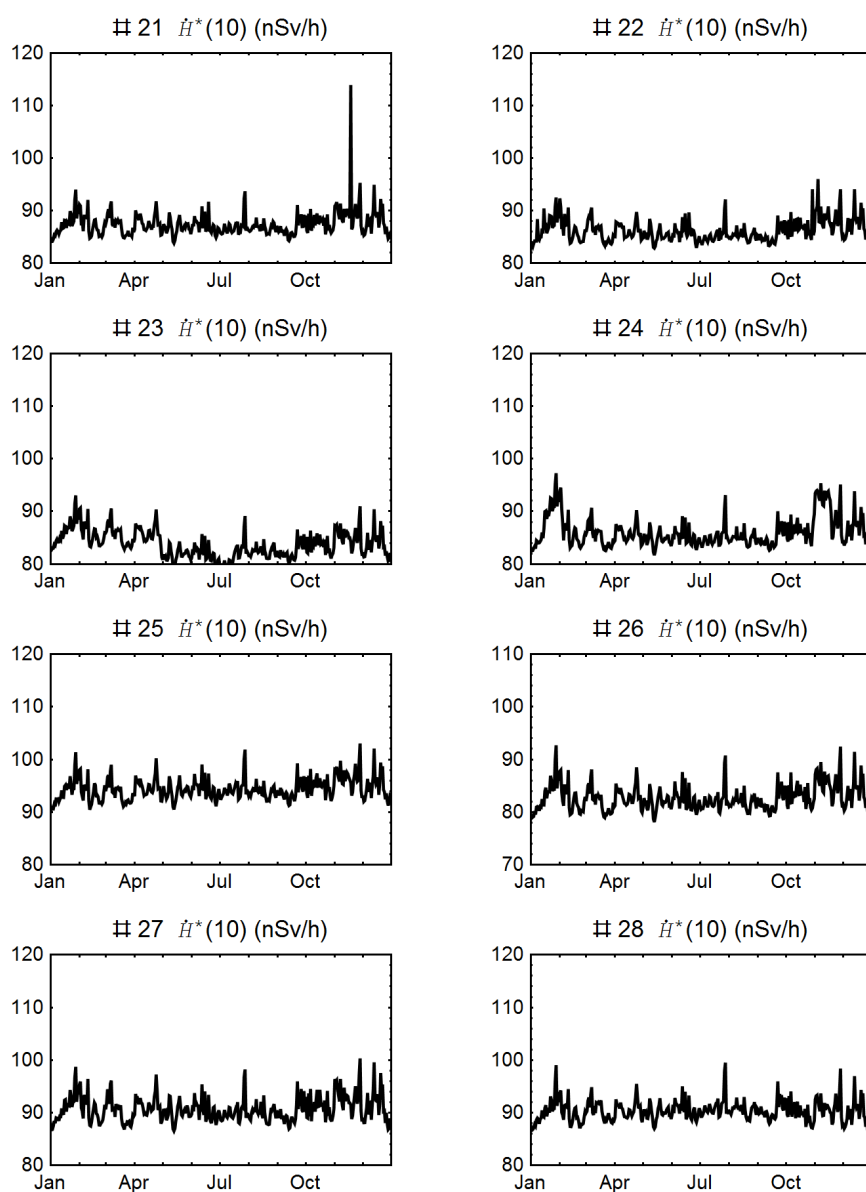 # 21 Ḣ*(10) (nSv/h)
120
110
100
90
80
Jan Apr Jul Oct
# 22 Ḣ*(10) (nSv/h)
120
110
100
90
80
Jan Apr Jul Oct
# 23 Ḣ*(10) (nSv/h)
120
110
100
90
80
Jan Apr Jul Oct
# 24 Ḣ*(10) (nSv/h)
120
110
100
90
80
Jan Apr Jul Oct
# 25 Ḣ*(10) (nSv/h)
120
110
100
90
80
Jan Apr Jul Oct
# 26 Ḣ*(10) (nSv/h)
110
100
90
80
70
Jan Apr Jul Oct
# 27 Ḣ*(10) (nSv/h)
120
110
100
90
80
Jan Apr Jul Oct
# 28 Ḣ*(10) (nSv/h)
120
110
100
90
80
Jan Apr Jul Oct